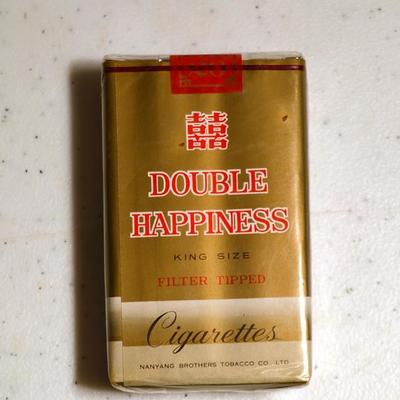 囍
DOUBLE
HAPPINESS
KING SIZE
FILTER TIPPED
Cigarettes
NANYANG BROTHERS TOBACCO CO. LTD